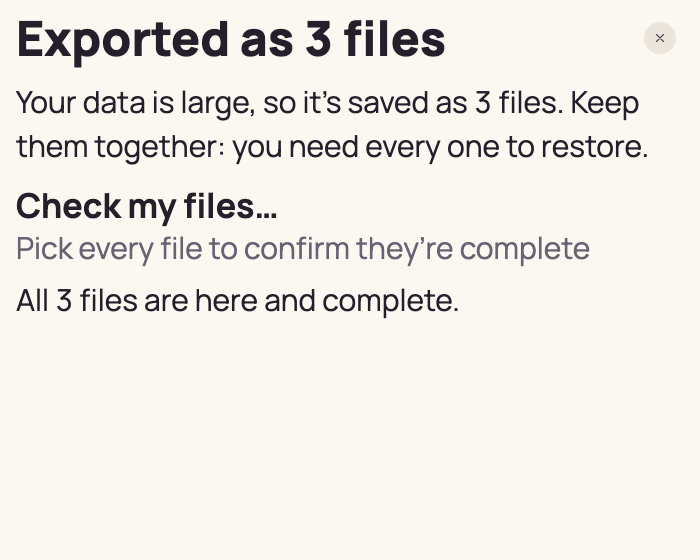 Exported as 3 files
Your data is large, so it’s saved as 3 files. Keep
them together: you need every one to restore.
Check my files…
Pick every file to confirm they’re complete
All 3 files are here and complete.